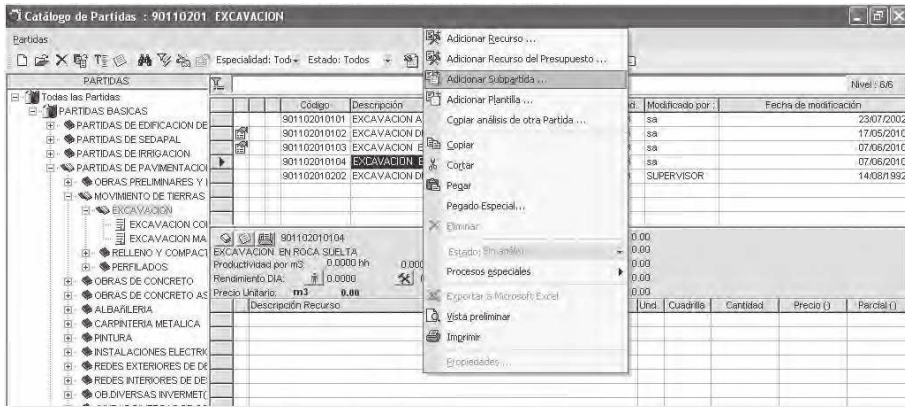 Catálogo de Partidas : 90110201 EXCAVACION
Partidas
Especialidad: Tod Estado: Todos
PARTIDAS
Nivel : 6/6
Todas las Partidas
PARTIDAS BASICAS
PARTIDAS DE EDIFICACION DE
PARTIDAS DE SEDAPAL
PARTIDAS DE IRRIGACION
PARTIDAS DE PAVIMENTACIO
OBRAS PRELIMINARES Y
MOVIMIENTO DE TIERRAS
EXCAVACION
EXCAVACION CO
EXCAVACION MA
RELLENO Y COMPACT
PERFILADOS
OBRAS DE CONCRETO
OBRAS DE CONCRETO AS
ALBAÑILERIA
CARPINTERIA METALICA
PINTURA
INSTALACIONES ELECTRI
REDES EXTERIORES DE DE
REDES INTERIORES DE DE
OB.DIVERSAS INVERMET(
Código Descripción Modificado por : Fecha de modificación
901102010101 EXCAVACION A sa 23/07/2002
901102010102 EXCAVACION D sa 17/05/2010
901102010103 EXCAVACION E sa 07/06/2010
901102010104 EXCAVACION E sa 07/06/2010
901102010202 EXCAVACION D SUPERVISOR 14/08/1992
901102010104
EXCAVACION EN ROCA SUELTA
Productividad por m3: 0.0000 hh 0.00
Rendimiento DIA: 0.0000
Precio Unitario: m3 0.00
0.00
0.00
0.00
0.00
Descripción Recurso Und. Cuadrilla Cantidad Precio () Parcial ()
Adicionar Recurso ...
Adicionar Recurso del Presupuesto ...
Adicionar Subpartida ...
Adicionar Plantilla ...
Copiar análisis de otra Partida ...
Copiar
Cortar
Pegar
Pegado Especial...
Eliminar
Estado: Sin análisis
Procesos especiales
Exportar a Microsoft Excel
Vista preliminar
Imprimir
Propiedades ...